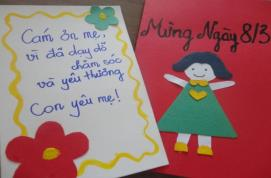 Cám ơn mẹ,
vì đã dạy dỗ
chăm sóc
và yêu thương
Con yêu mẹ!
Mừng Ngày 8/3